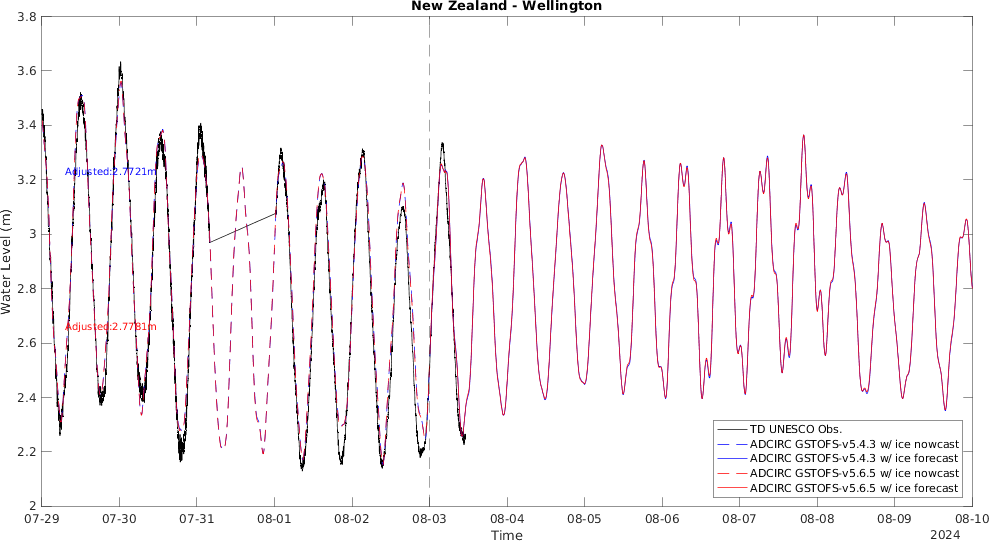 New Zealand - Wellington
3.8
3.6
3.4
3.2
3
2.8
2.6
2.4
2.2
2
Water Level (m)
Adjusted:2.7721m
Adjusted:2.7781m
TD UNESCO Obs.
ADCIRC GSTOFS-v5.4.3 w/ ice nowcast
ADCIRC GSTOFS-v5.4.3 w/ ice forecast
ADCIRC GSTOFS-v5.6.5 w/ ice nowcast
ADCIRC GSTOFS-v5.6.5 w/ ice forecast
07-29 07-30 07-31 08-01 08-02 08-03 08-04 08-05 08-06 08-07 08-08 08-09 08-10
Time
2024